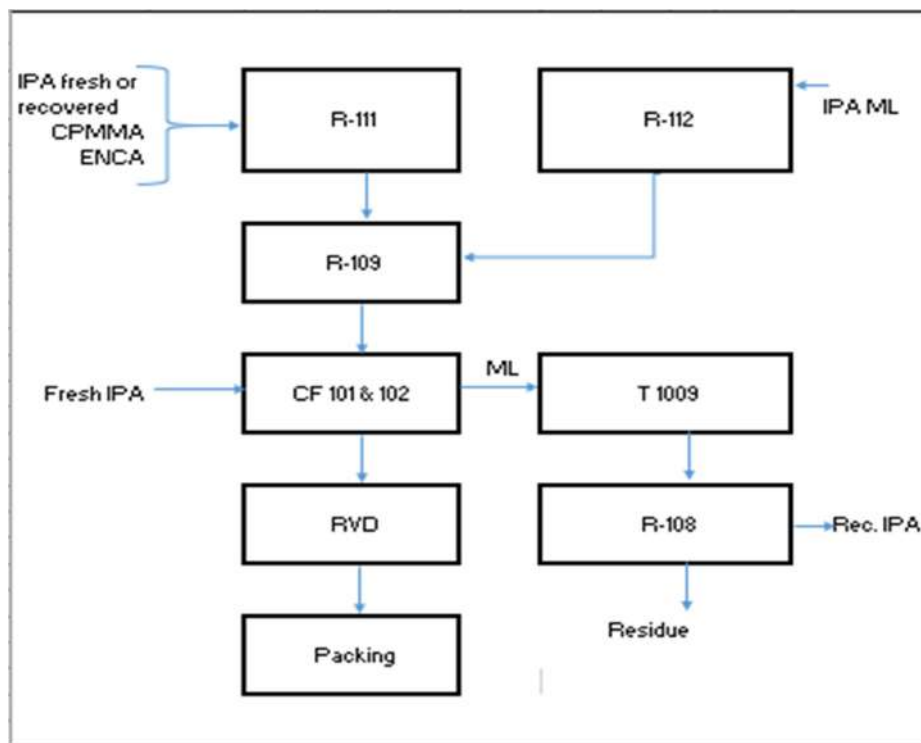 IPA fresh or
recovered
CPMMA
ENCA
R-111
R-112
IPA ML
R-109
Fresh IPA
CF 101 & 102
ML
T 1009
RVD
R-108
Rec. IPA
Packing
Residue